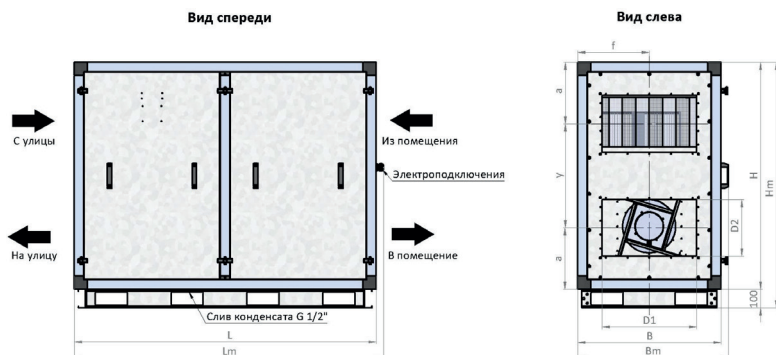 Вид спереди
Вид слева
f
С улицы
Из помещения
Электроподключения
На улицу
В помещение
Слив конденсата G 1/2"
L
Lm
a
y
a
D2
H
Hm
100
D1
B
Bm